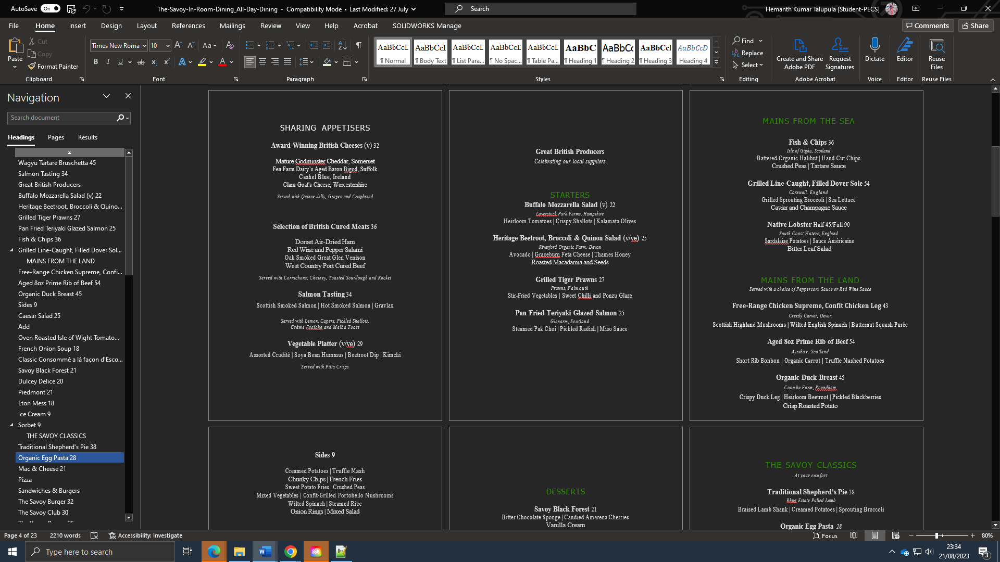 AutoSave On The-Savoy-In-Room-Dining_All-Day-Dining - Compatibility Mode • Last Modified: 27 July Search Hemanth Kumar Talupula [Student-PECS]
File Home Insert Design Layout References Mailings Review View Help Acrobat SOLIDWORKS Manage Comments Share
Paste
Cut
Copy
Format Painter
Clipboard
Times New Roma 10
Font
Paragraph
AaBbCcD ¶ Normal
AaBbCcI ¶ Body Text
AaBbCcD ¶ List Para...
AaBbCcD ¶ No Spac...
AaBbCcD ¶ Table Pa...
AaBbC ¶ Heading 1
AaBbCc ¶ Heading 2
AaBbCcI ¶ Heading 3
AaBbCcD Heading 4
Styles
Find
Replace
Select
Editing
Create and Share Adobe PDF
Request Signatures
Adobe Acrobat
Dictate
Voice
Editor
Editor
Reuse Files
Reuse Files
Navigation
Search document
Headings Pages Results
Wagyu Tartare Bruschetta 45
Salmon Tasting 34
Great British Producers
Buffalo Mozzarella Salad (v) 22
Heritage Beetroot, Broccoli & Quino...
Grilled Tiger Prawns 27
Pan Fried Teriyaki Glazed Salmon 25
Fish & Chips 36
Grilled Line-Caught, Filled Dover Sol...
MAINS FROM THE LAND
Free-Range Chicken Supreme, Confi...
Aged 8oz Prime Rib of Beef 54
Organic Duck Breast 45
Sides 9
Caesar Salad 25
Add
Oven Roasted Isle of Wight Tomato...
French Onion Soup 18
Classic Consommé a lá façon d'Esco...
Savoy Black Forest 21
Dulcey Delice 20
Piedmont 21
Eton Mess 18
Ice Cream 9
Sorbet 9
THE SAVOY CLASSICS
Traditional Shepherd's Pie 38
Organic Egg Pasta 28
Mac & Cheese 21
Pizza
Sandwiches & Burgers
The Savoy Burger 32
The Savoy Club 30
SHARING APPETISERS
Award-Winning British Cheeses (v) 32
Mature Godminster Cheddar, Somerset
Fen Farm Dairy's Aged Baron Bigod, Suffolk
Cashel Blue, Ireland
Clara Goat's Cheese, Worcestershire
Served with Quince Jelly, Grapes and Crispbread
Selection of British Cured Meats 36
Dorset Air-Dried Ham
Red Wine and Pepper Salami
Oak Smoked Great Glen Venison
West Country Port Cured Beef
Served with Cornichons, Chutney, Toasted Sourdough and Rocket
Salmon Tasting 34
Scottish Smoked Salmon | Hot Smoked Salmon | Gravlax
Served with Lemon, Capers, Pickled Shallots,
Crème Fraîche and Melba Toast
Vegetable Platter (v/ve) 29
Assorted Crudité | Soya Bean Hummus | Beetroot Dip | Kimchi
Served with Pitta Crisps
Great British Producers
Celebrating our local suppliers
STARTERS
Buffalo Mozzarella Salad (v) 22
Laverstock Park Farms, Hampshire
Heirloom Tomatoes | Crispy Shallots | Kalamata Olives
Heritage Beetroot, Broccoli & Quinoa Salad (v/ve) 25
Riverford Organic Farm, Devon
Avocado | Graceburn Feta Cheese | Thames Honey
Roasted Macadamia and Seeds
Grilled Tiger Prawns 27
Prawns, Falmouth
Stir-Fried Vegetables | Sweet Chilli and Ponzu Glaze
Pan Fried Teriyaki Glazed Salmon 25
Glenarm, Scotland
Steamed Pak Choi | Pickled Radish | Miso Sauce
MAINS FROM THE SEA
Fish & Chips 36
Isle of Gigha, Scotland
Battered Organic Halibut | Hand Cut Chips
Crushed Peas | Tartare Sauce
Grilled Line-Caught, Filled Dover Sole 54
Cornwall, England
Grilled Sprouting Broccoli | Sea Lettuce
Caviar and Champagne Sauce
Native Lobster Half 45/Full 90
South Coast Waters, England
Sardalaise Potatoes | Sauce Américaine
Bitter Leaf Salad
MAINS FROM THE LAND
Served with a choice of Peppercorn Sauce or Red Wine Sauce
Free-Range Chicken Supreme, Confit Chicken Leg 43
Creedy Carver, Devon
Scottish Highland Mushrooms | Wilted English Spinach | Butternut Squash Purée
Aged 8oz Prime Rib of Beef 54
Ayrshire, Scotland
Short Rib Bonbon | Organic Carrot | Truffle Mashed Potatoes
Organic Duck Breast 45
Coombe Farm, Roundham
Crispy Duck Leg | Heirloom Beetroot | Pickled Blackberries
Crisp Roasted Potato
Sides 9
Creamed Potatoes | Truffle Mash
Chunky Chips | French Fries
Sweet Potato Fries | Crushed Peas
Mixed Vegetables | Confit-Grilled Portobello Mushrooms
Wilted Spinach | Steamed Rice
Onion Rings | Mixed Salad
DESSERTS
Savoy Black Forest 21
Bitter Chocolate Sponge | Candied Amarena Cherries
Vanilla Cream
THE SAVOY CLASSICS
At your comfort
Traditional Shepherd's Pie 38
Rhug Estate Pulled Lamb
Braised Lamb Shank | Creamed Potatoes | Sprouting Broccoli
Organic Egg Pasta 28
Page 4 of 23 2210 words Accessibility: Investigate Focus 80%
Type here to search
23:34
21/08/2023
3